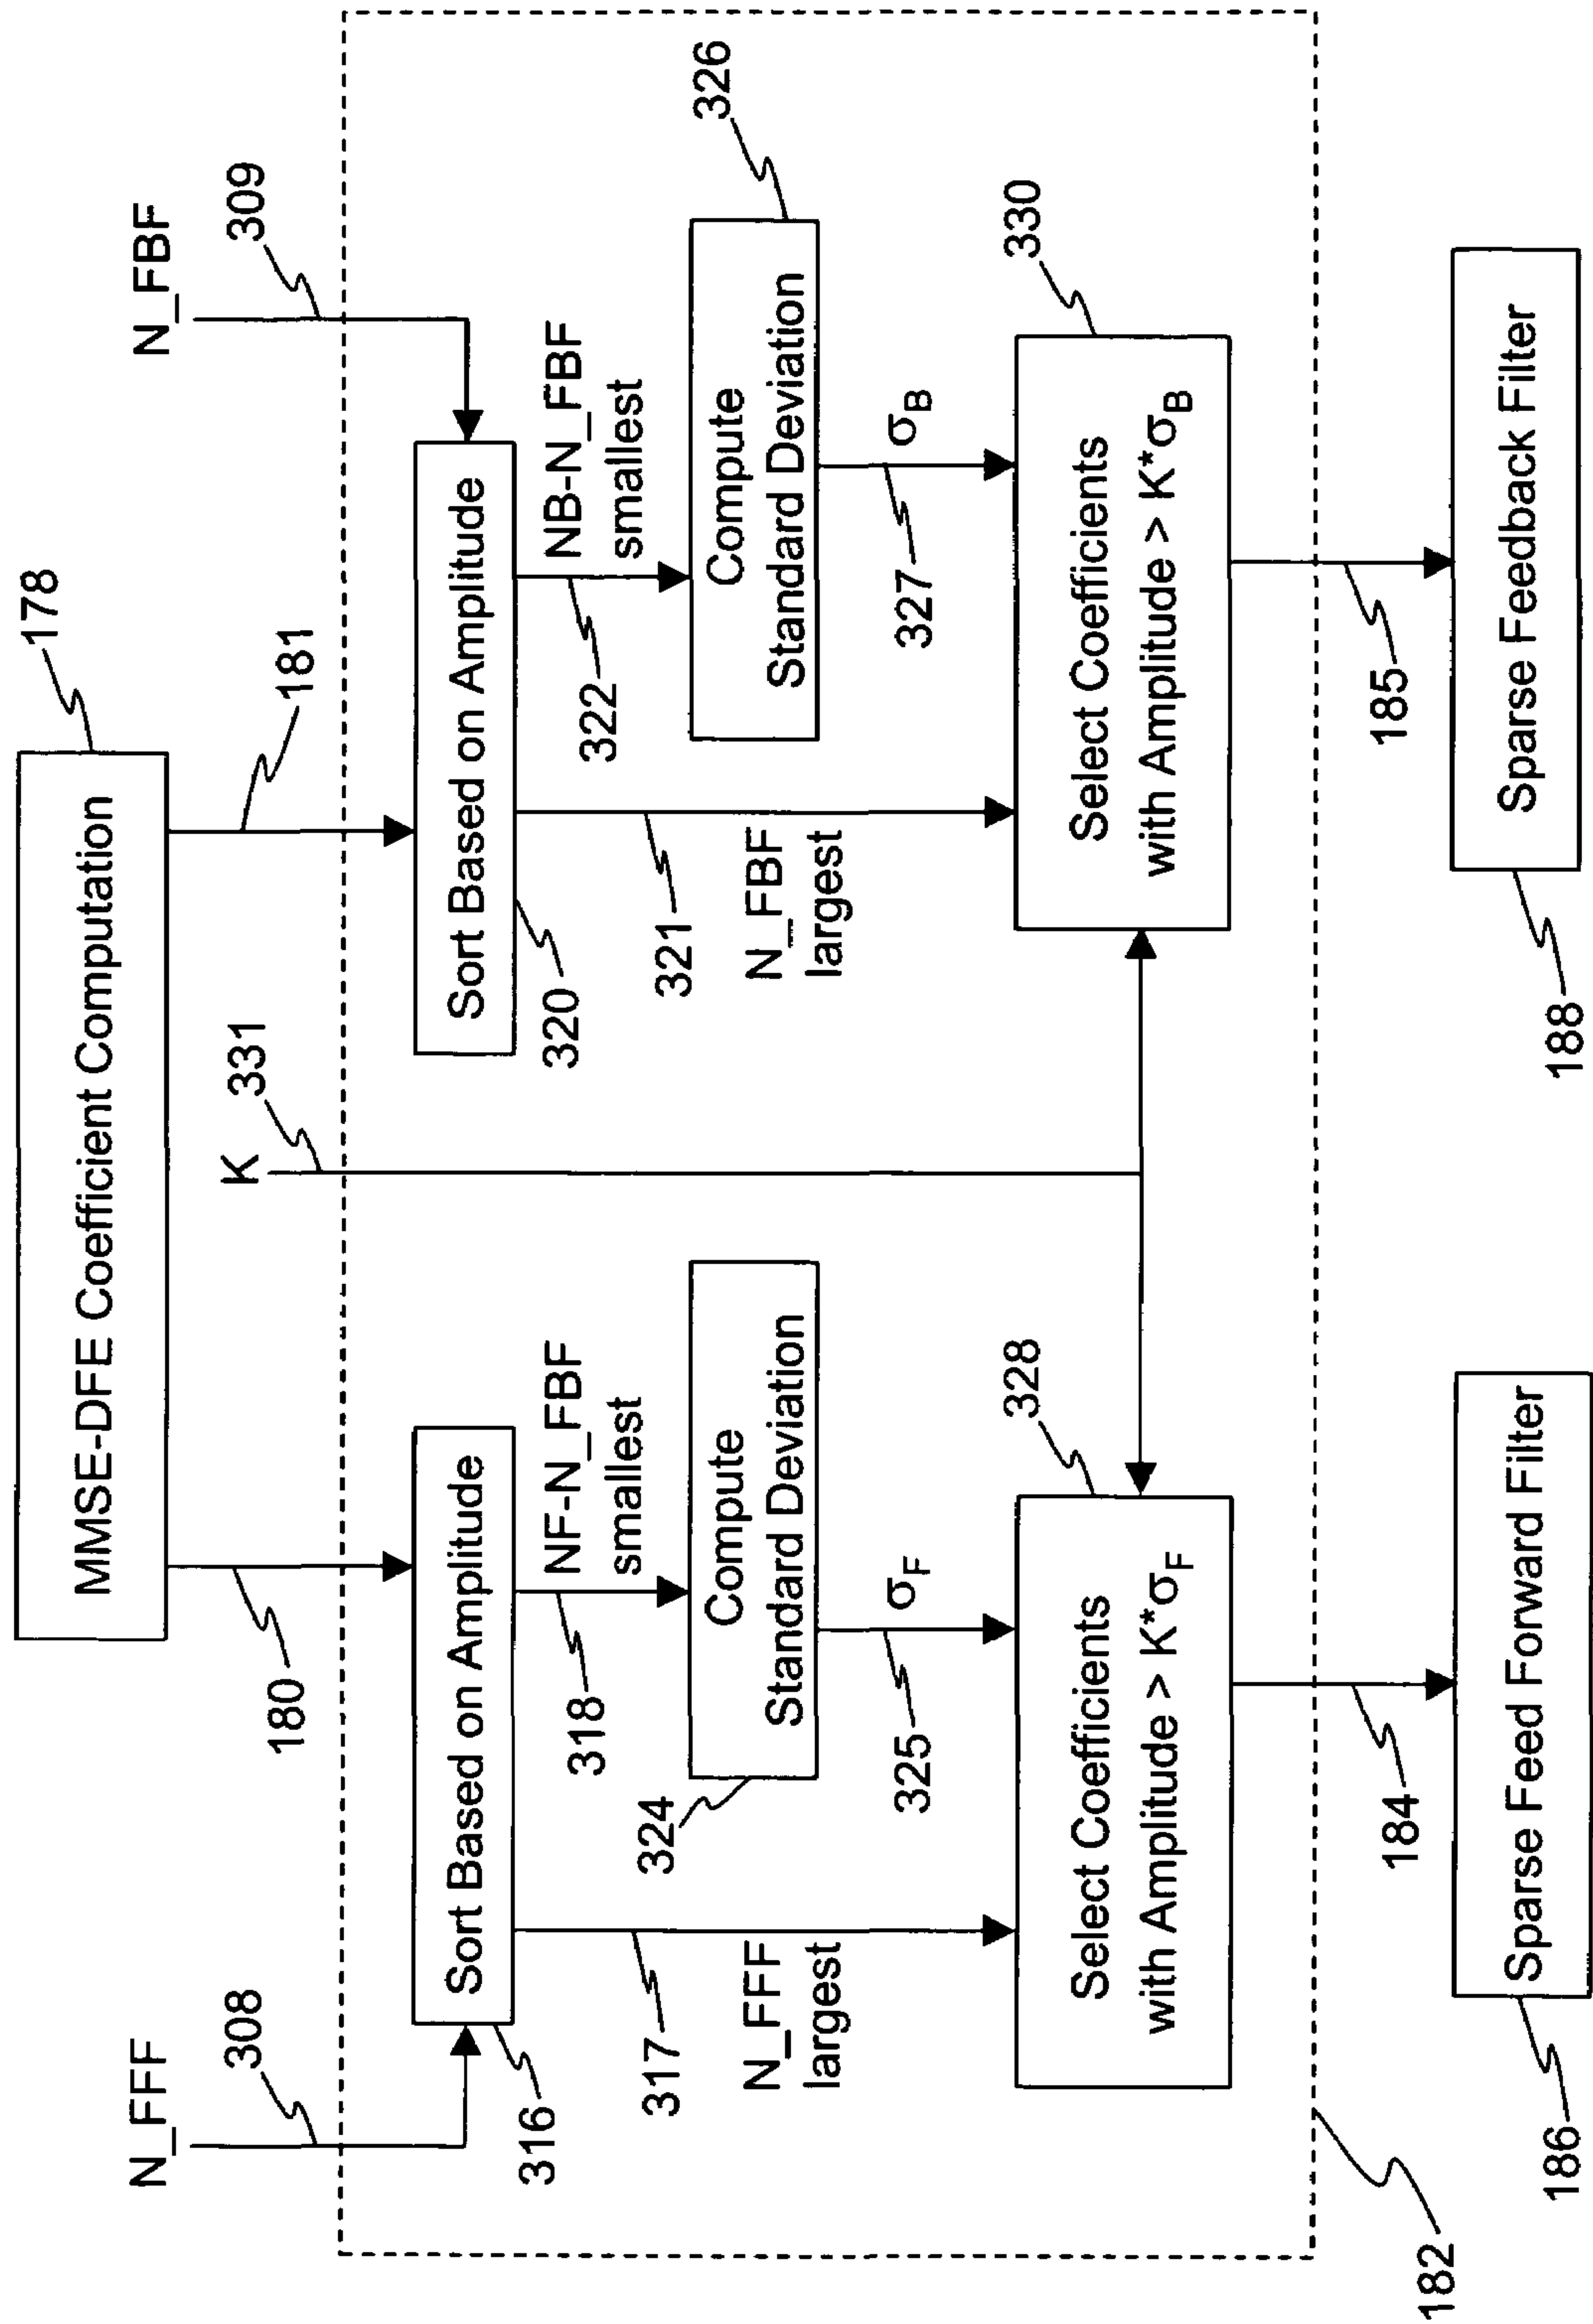 MMSE-DFE Coefficient Computation
178
180
181
N_FFF
308
K
331
N_FBF
309
Sort Based on Amplitude
316
Sort Based on Amplitude
320
317
N_FFF
largest
318
NF-N_FBF
smallest
321
N_FBF
largest
322
NB-N_FBF
smallest
Compute
Standard Deviation
324
Compute
Standard Deviation
326
325
σF
327
σB
Select Coefficients
with Amplitude > K*σF
328
Select Coefficients
with Amplitude > K*σB
330
182
184
185
Sparse Feed Forward Filter
186
Sparse Feedback Filter
188